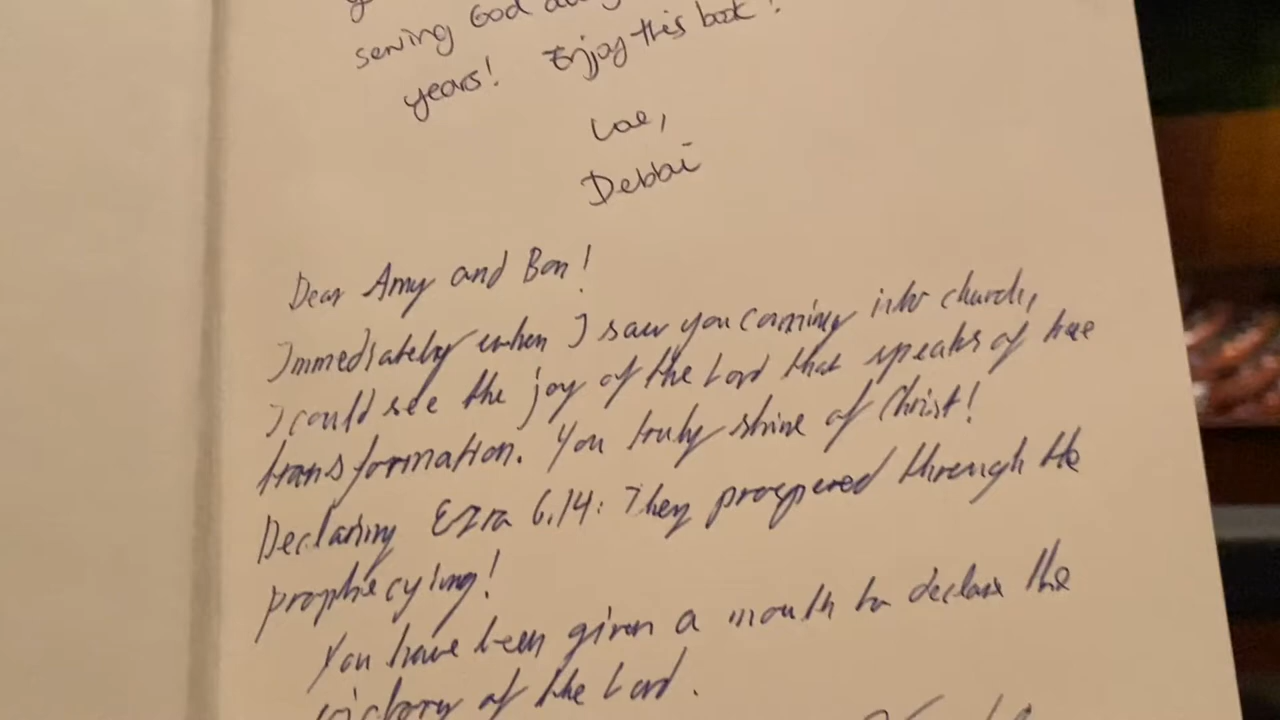 serving God
years! Enjoy this book!
Love,
Debbi
Dear Amy and Ben!
Immediately when I saw you coming into church,
I could see the joy of the Lord that speaks of true
transformation. You truly shine of Christ!
Declaring Ezra 6.14: They prospered through the
prophecying!
You have been given a mouth to declare the
victory of the Lord.